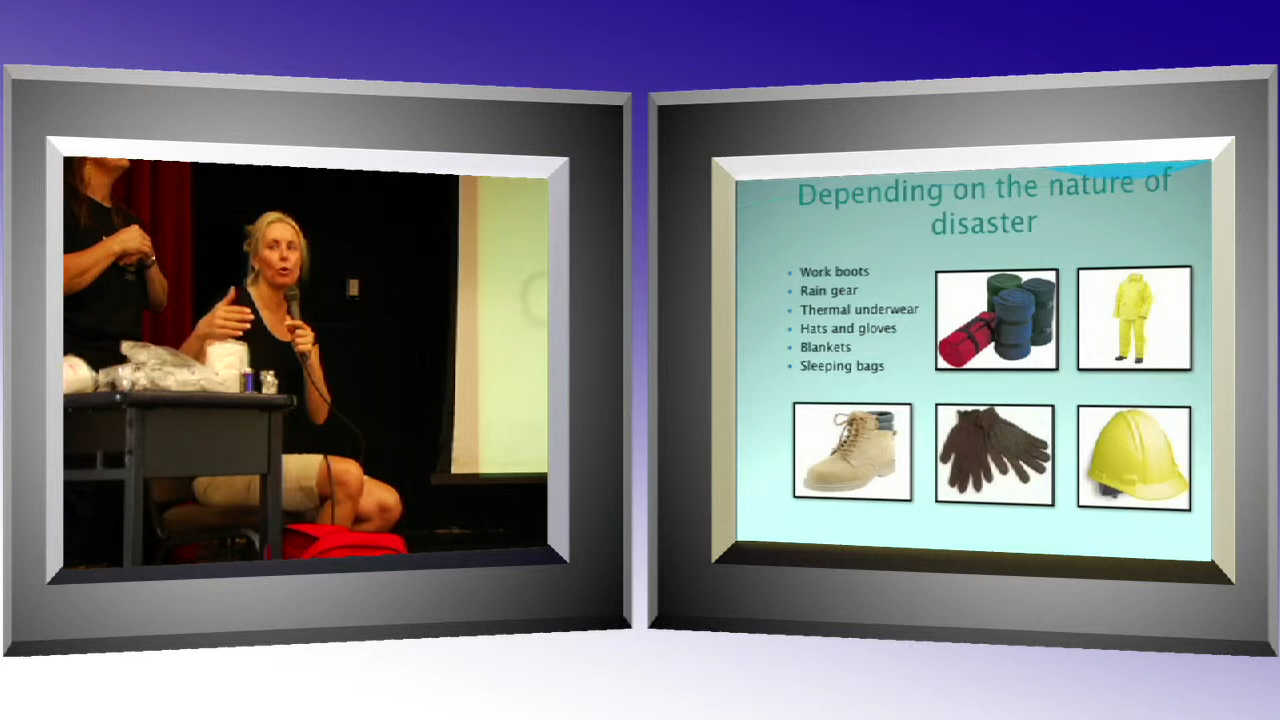 Depending on the nature of
disaster
• Work boots
• Rain gear
• Thermal underwear
• Hats and gloves
• Blankets
• Sleeping bags